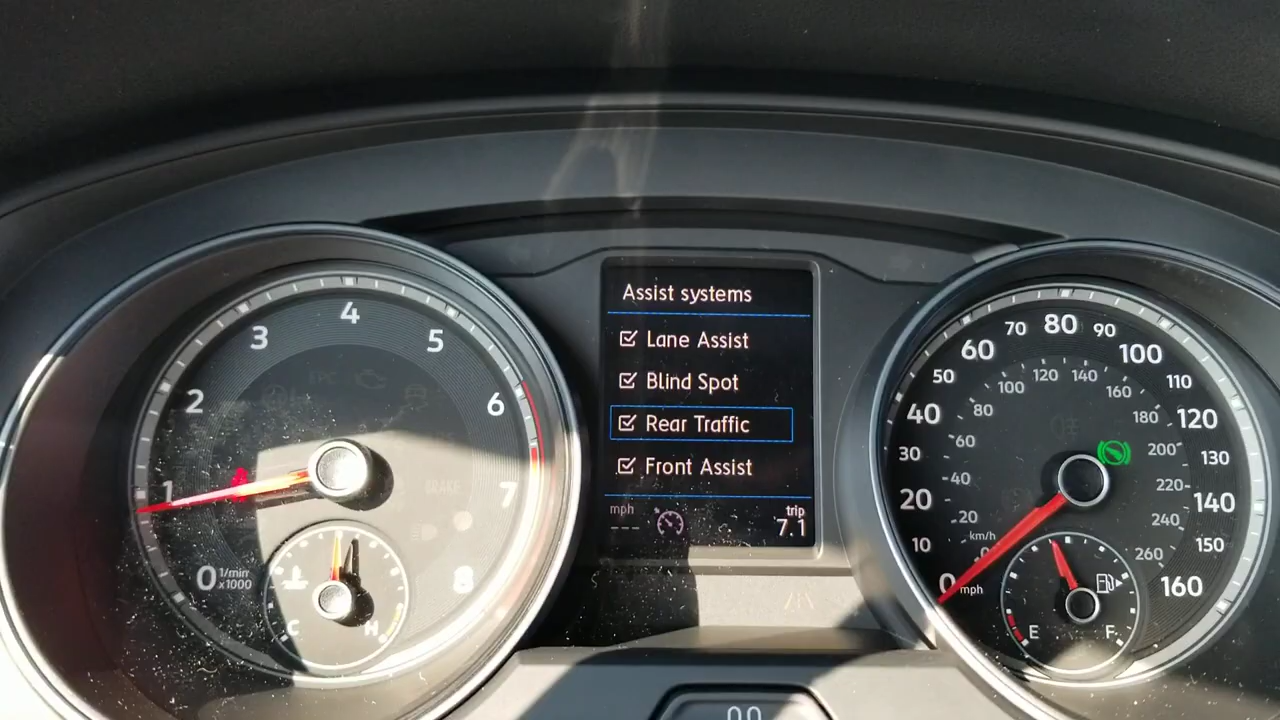 4
3
5
2
6
1
7
BRAKE
0 1/min x1000
8
C
H
Assist systems
Lane Assist
Blind Spot
Rear Traffic
Front Assist
mph
---
trip
7.1
80
70
90
60
100
50
110
40
120
30
130
20
140
10
150
0 mph
160
120
100
140
80
160
60
180
40
200
20
220
km/h
0
240
260
E
F